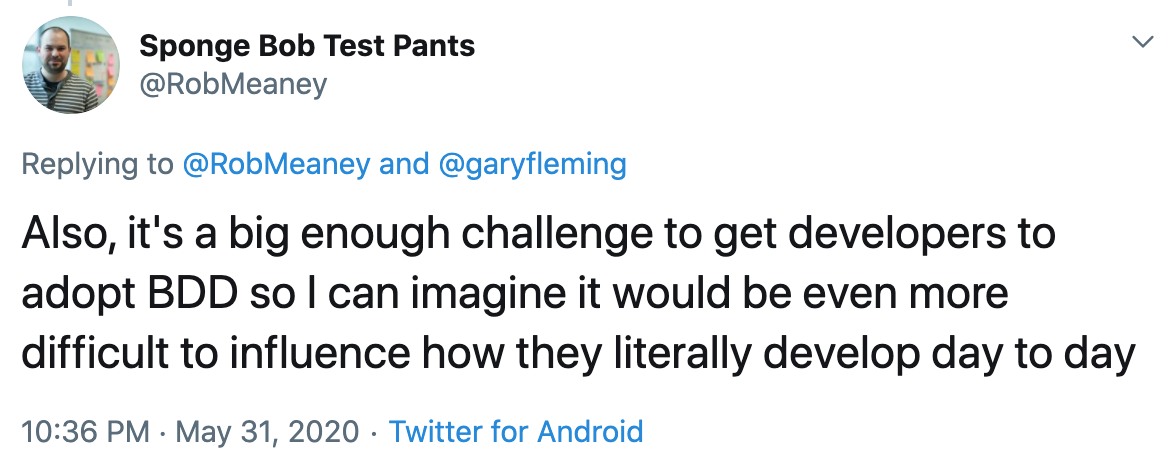 Sponge Bob Test Pants
@RobMeaney
Replying to @RobMeaney and @garyfleming
Also, it's a big enough challenge to get developers to
adopt BDD so I can imagine it would be even more
difficult to influence how they literally develop day to day
10:36 PM · May 31, 2020 · Twitter for Android